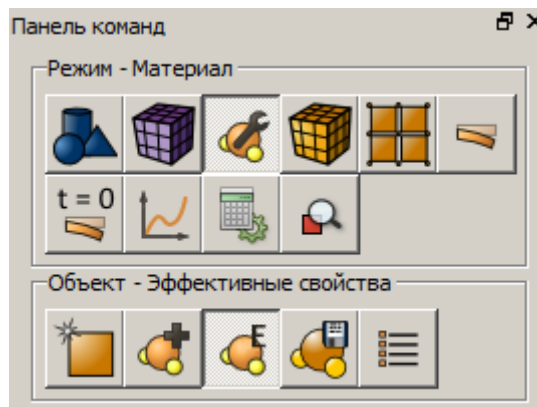 Панель команд
Режим - Материал
t = 0
Объект - Эффективные свойства
E